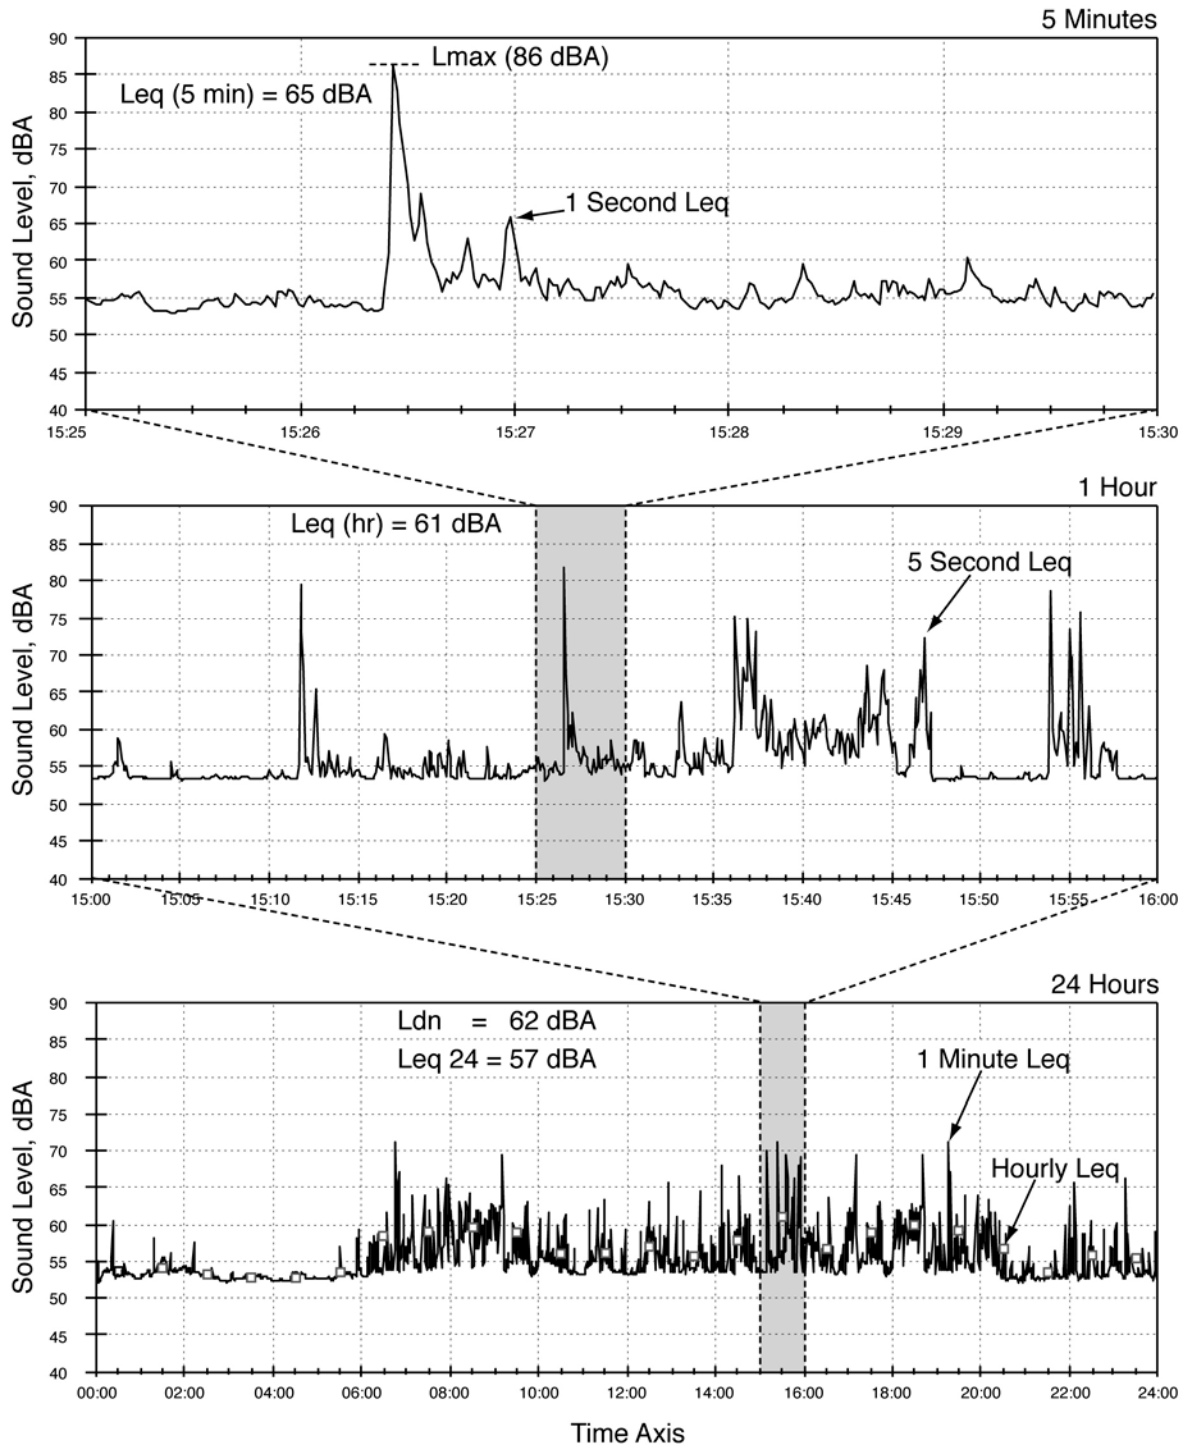 5 Minutes
90
85
80
75
70
65
60
55
50
45
40
Sound Level, dBA
Lmax (86 dBA)
Leq (5 min) = 65 dBA
1 Second Leq
15:25 15:26 15:27 15:28 15:29 15:30
1 Hour
90
85
80
75
70
65
60
55
50
45
40
Sound Level, dBA
Leq (hr) = 61 dBA
5 Second Leq
15:00 15:05 15:10 15:15 15:20 15:25 15:30 15:35 15:40 15:45 15:50 15:55 16:00
24 Hours
90
85
80
75
70
65
60
55
50
45
40
Sound Level, dBA
Ldn = 62 dBA
Leq 24 = 57 dBA
1 Minute Leq
Hourly Leq
00:00 02:00 04:00 06:00 08:00 10:00 12:00 14:00 16:00 18:00 20:00 22:00 24:00
Time Axis